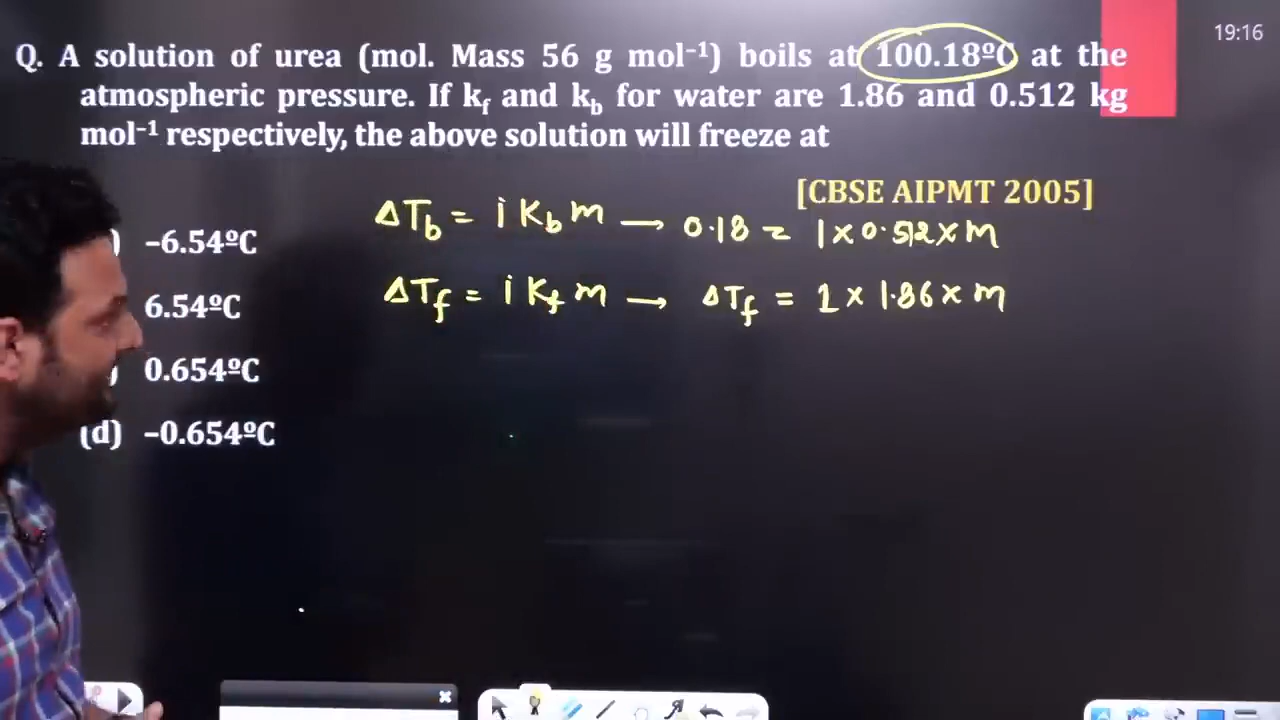 19:16
Q. A solution of urea (mol. Mass 56 g mol⁻¹) boils at 100.18ºC at the
atmospheric pressure. If kf and kb for water are 1.86 and 0.512 kg
mol⁻¹ respectively, the above solution will freeze at
[CBSE AIPMT 2005]
ΔTb = i Kb m → 0.18 = 1 × 0.512 × m
) −6.54ºC
ΔTf = i Kf m → ΔTf = 1 × 1.86 × m
6.54ºC
) 0.654ºC
(d) −0.654ºC